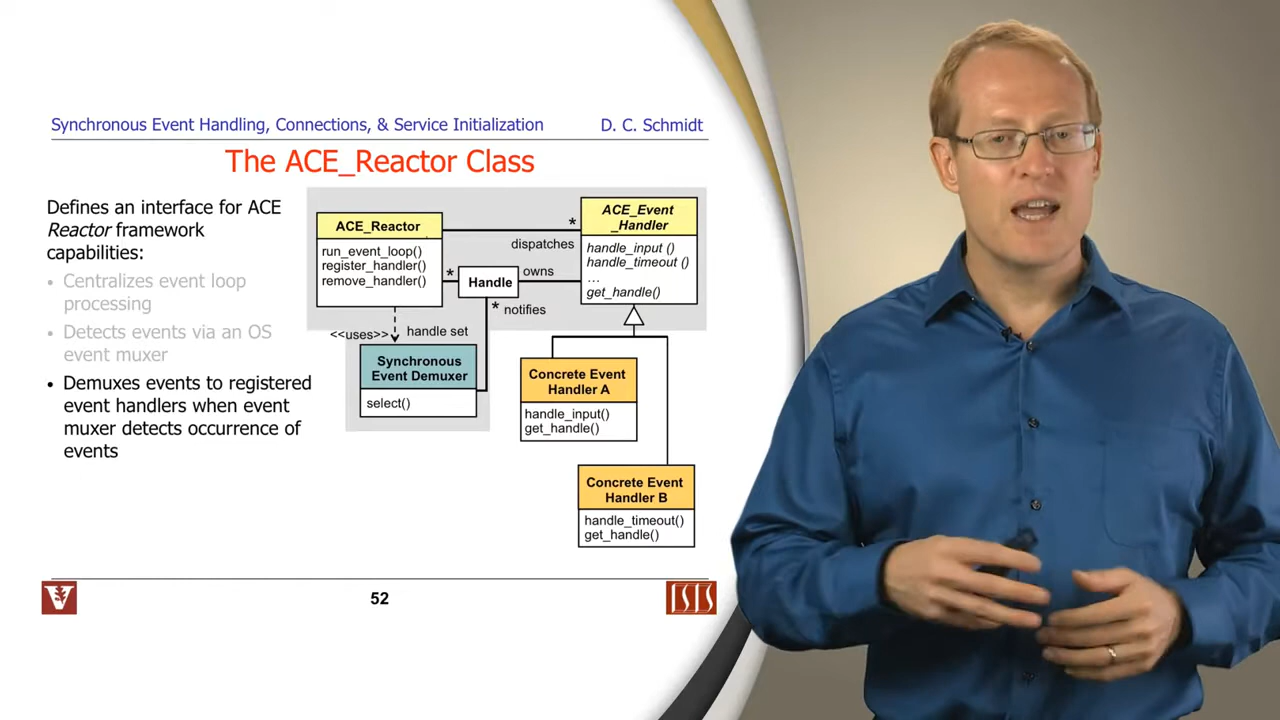 Synchronous Event Handling, Connections, & Service Initialization D. C. Schmidt
The ACE_Reactor Class
Defines an interface for ACE
Reactor framework
capabilities:
• Centralizes event loop
processing
• Detects events via an OS
event muxer
• Demuxes events to registered
event handlers when event
muxer detects occurrence of
events
ACE_Reactor
run_event_loop()
register_handler()
remove_handler()
*
dispatches
ACE_Event
_Handler
handle_input ()
handle_timeout ()
...
get_handle()
*
Handle
owns
* notifies
<<uses>>
handle set
Synchronous
Event Demuxer
select()
Concrete Event
Handler A
handle_input()
get_handle()
Concrete Event
Handler B
handle_timeout()
get_handle()
V
52
ISIS